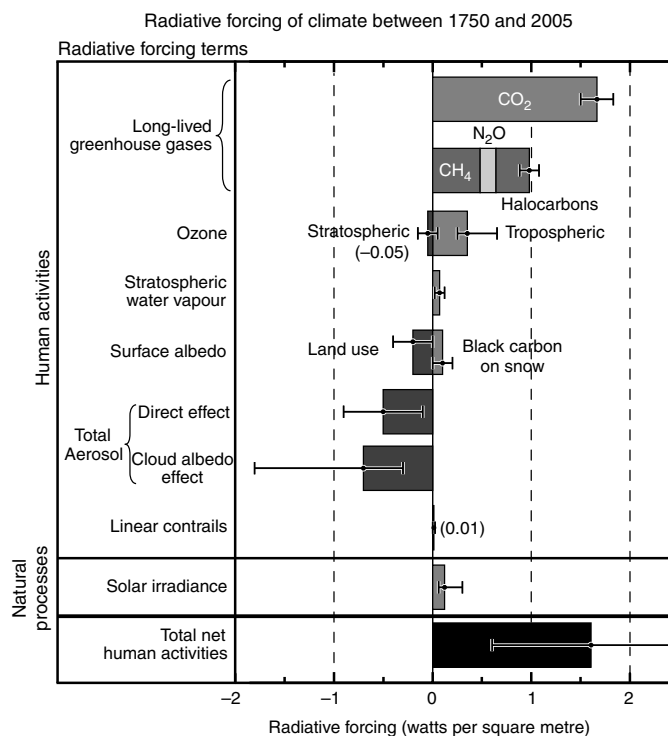 Radiative forcing of climate between 1750 and 2005
Radiative forcing terms
Human activities
Long-lived
greenhouse gases
CO₂
N₂O
CH₄
Halocarbons
Ozone
Stratospheric
(–0.05)
Tropospheric
Stratospheric
water vapour
Surface albedo
Land use
Black carbon
on snow
Total
Aerosol
Direct effect
Cloud albedo
effect
Linear contrails
(0.01)
Natural
processes
Solar irradiance
Total net
human activities
–2 –1 0 1 2
Radiative forcing (watts per square metre)